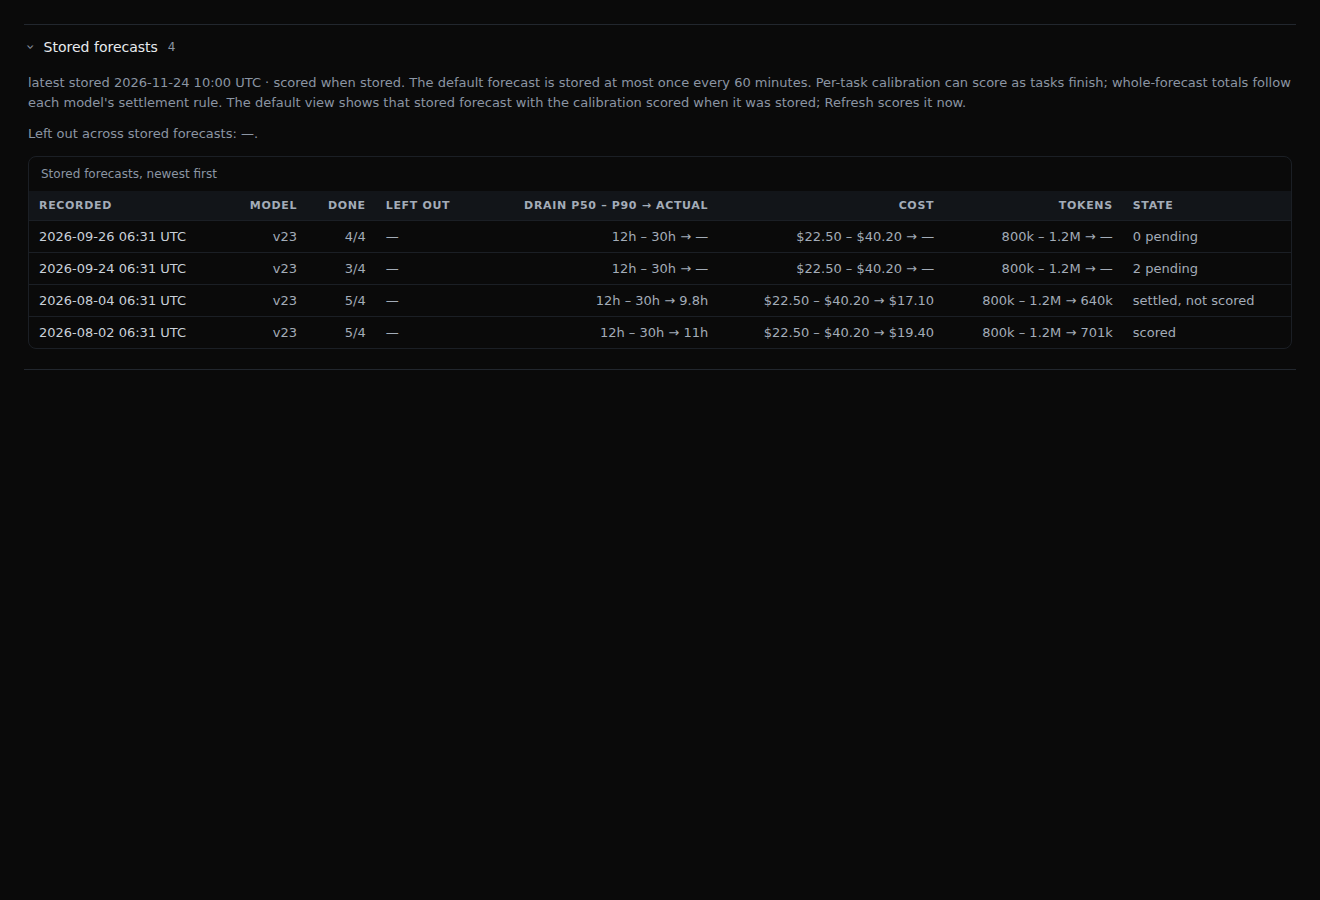 Stored forecasts 4
latest stored 2026-11-24 10:00 UTC · scored when stored. The default forecast is stored at most once every 60 minutes. Per-task calibration can score as tasks finish; whole-forecast totals follow
each model's settlement rule. The default view shows that stored forecast with the calibration scored when it was stored; Refresh scores it now.
Left out across stored forecasts: —.
Stored forecasts, newest first
RECORDED MODEL DONE LEFT OUT DRAIN P50 – P90 → ACTUAL COST TOKENS STATE
2026-09-26 06:31 UTC v23 4/4 — 12h – 30h → — $22.50 – $40.20 → — 800k – 1.2M → — 0 pending
2026-09-24 06:31 UTC v23 3/4 — 12h – 30h → — $22.50 – $40.20 → — 800k – 1.2M → — 2 pending
2026-08-04 06:31 UTC v23 5/4 — 12h – 30h → 9.8h $22.50 – $40.20 → $17.10 800k – 1.2M → 640k settled, not scored
2026-08-02 06:31 UTC v23 5/4 — 12h – 30h → 11h $22.50 – $40.20 → $19.40 800k – 1.2M → 701k scored